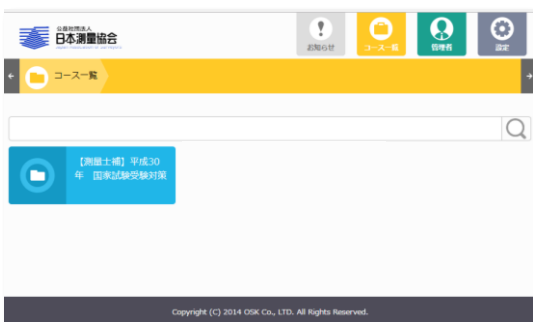 公益社団法人
日本測量協会
お知らせ
コース一覧
管理者
設定
コース一覧
【測量士補】平成30
年 国家試験受験対策
Copyright (C) 2014 OSK Co., LTD. All Rights Reserved.